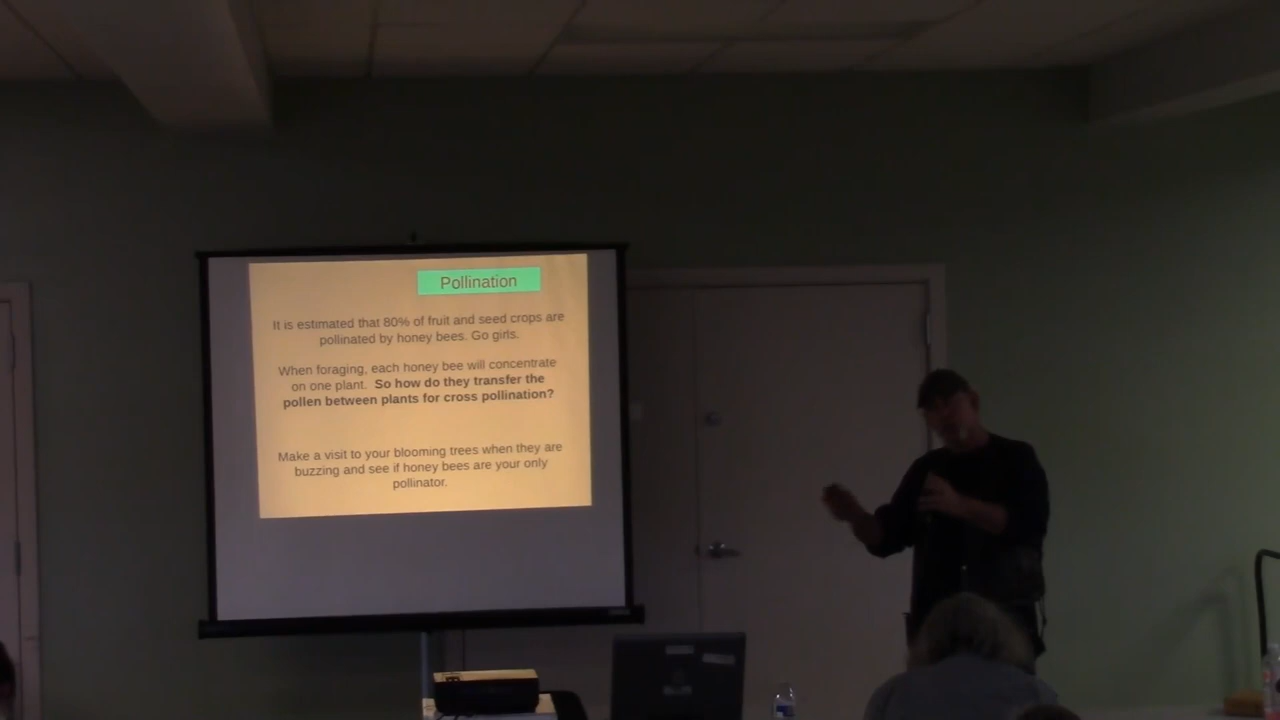 Pollination
It is estimated that 80% of fruit and seed crops are
pollinated by honey bees. Go girls.
When foraging, each honey bee will concentrate
on one plant. So how do they transfer the
pollen between plants for cross pollination?
Make a visit to your blooming trees when they are
buzzing and see if honey bees are your only
pollinator.